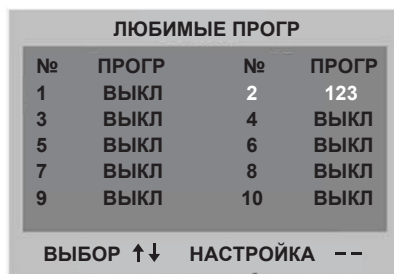 ЛЮБИМЫЕ ПРОГР
№ ПРОГР № ПРОГР
1 ВЫКЛ 2 123
3 ВЫКЛ 4 ВЫКЛ
5 ВЫКЛ 6 ВЫКЛ
7 ВЫКЛ 8 ВЫКЛ
9 ВЫКЛ 10 ВЫКЛ
ВЫБОР ↑↓ НАСТРОЙКА --